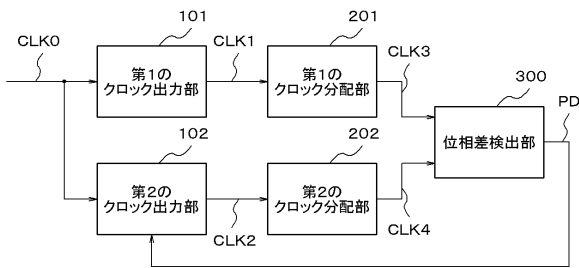 101
201
CLK0
CLK1
CLK3
第1の
クロック出力部
第1の
クロック分配部
300
PD
位相差検出部
102
202
第2の
クロック出力部
第2の
クロック分配部
CLK2
CLK4